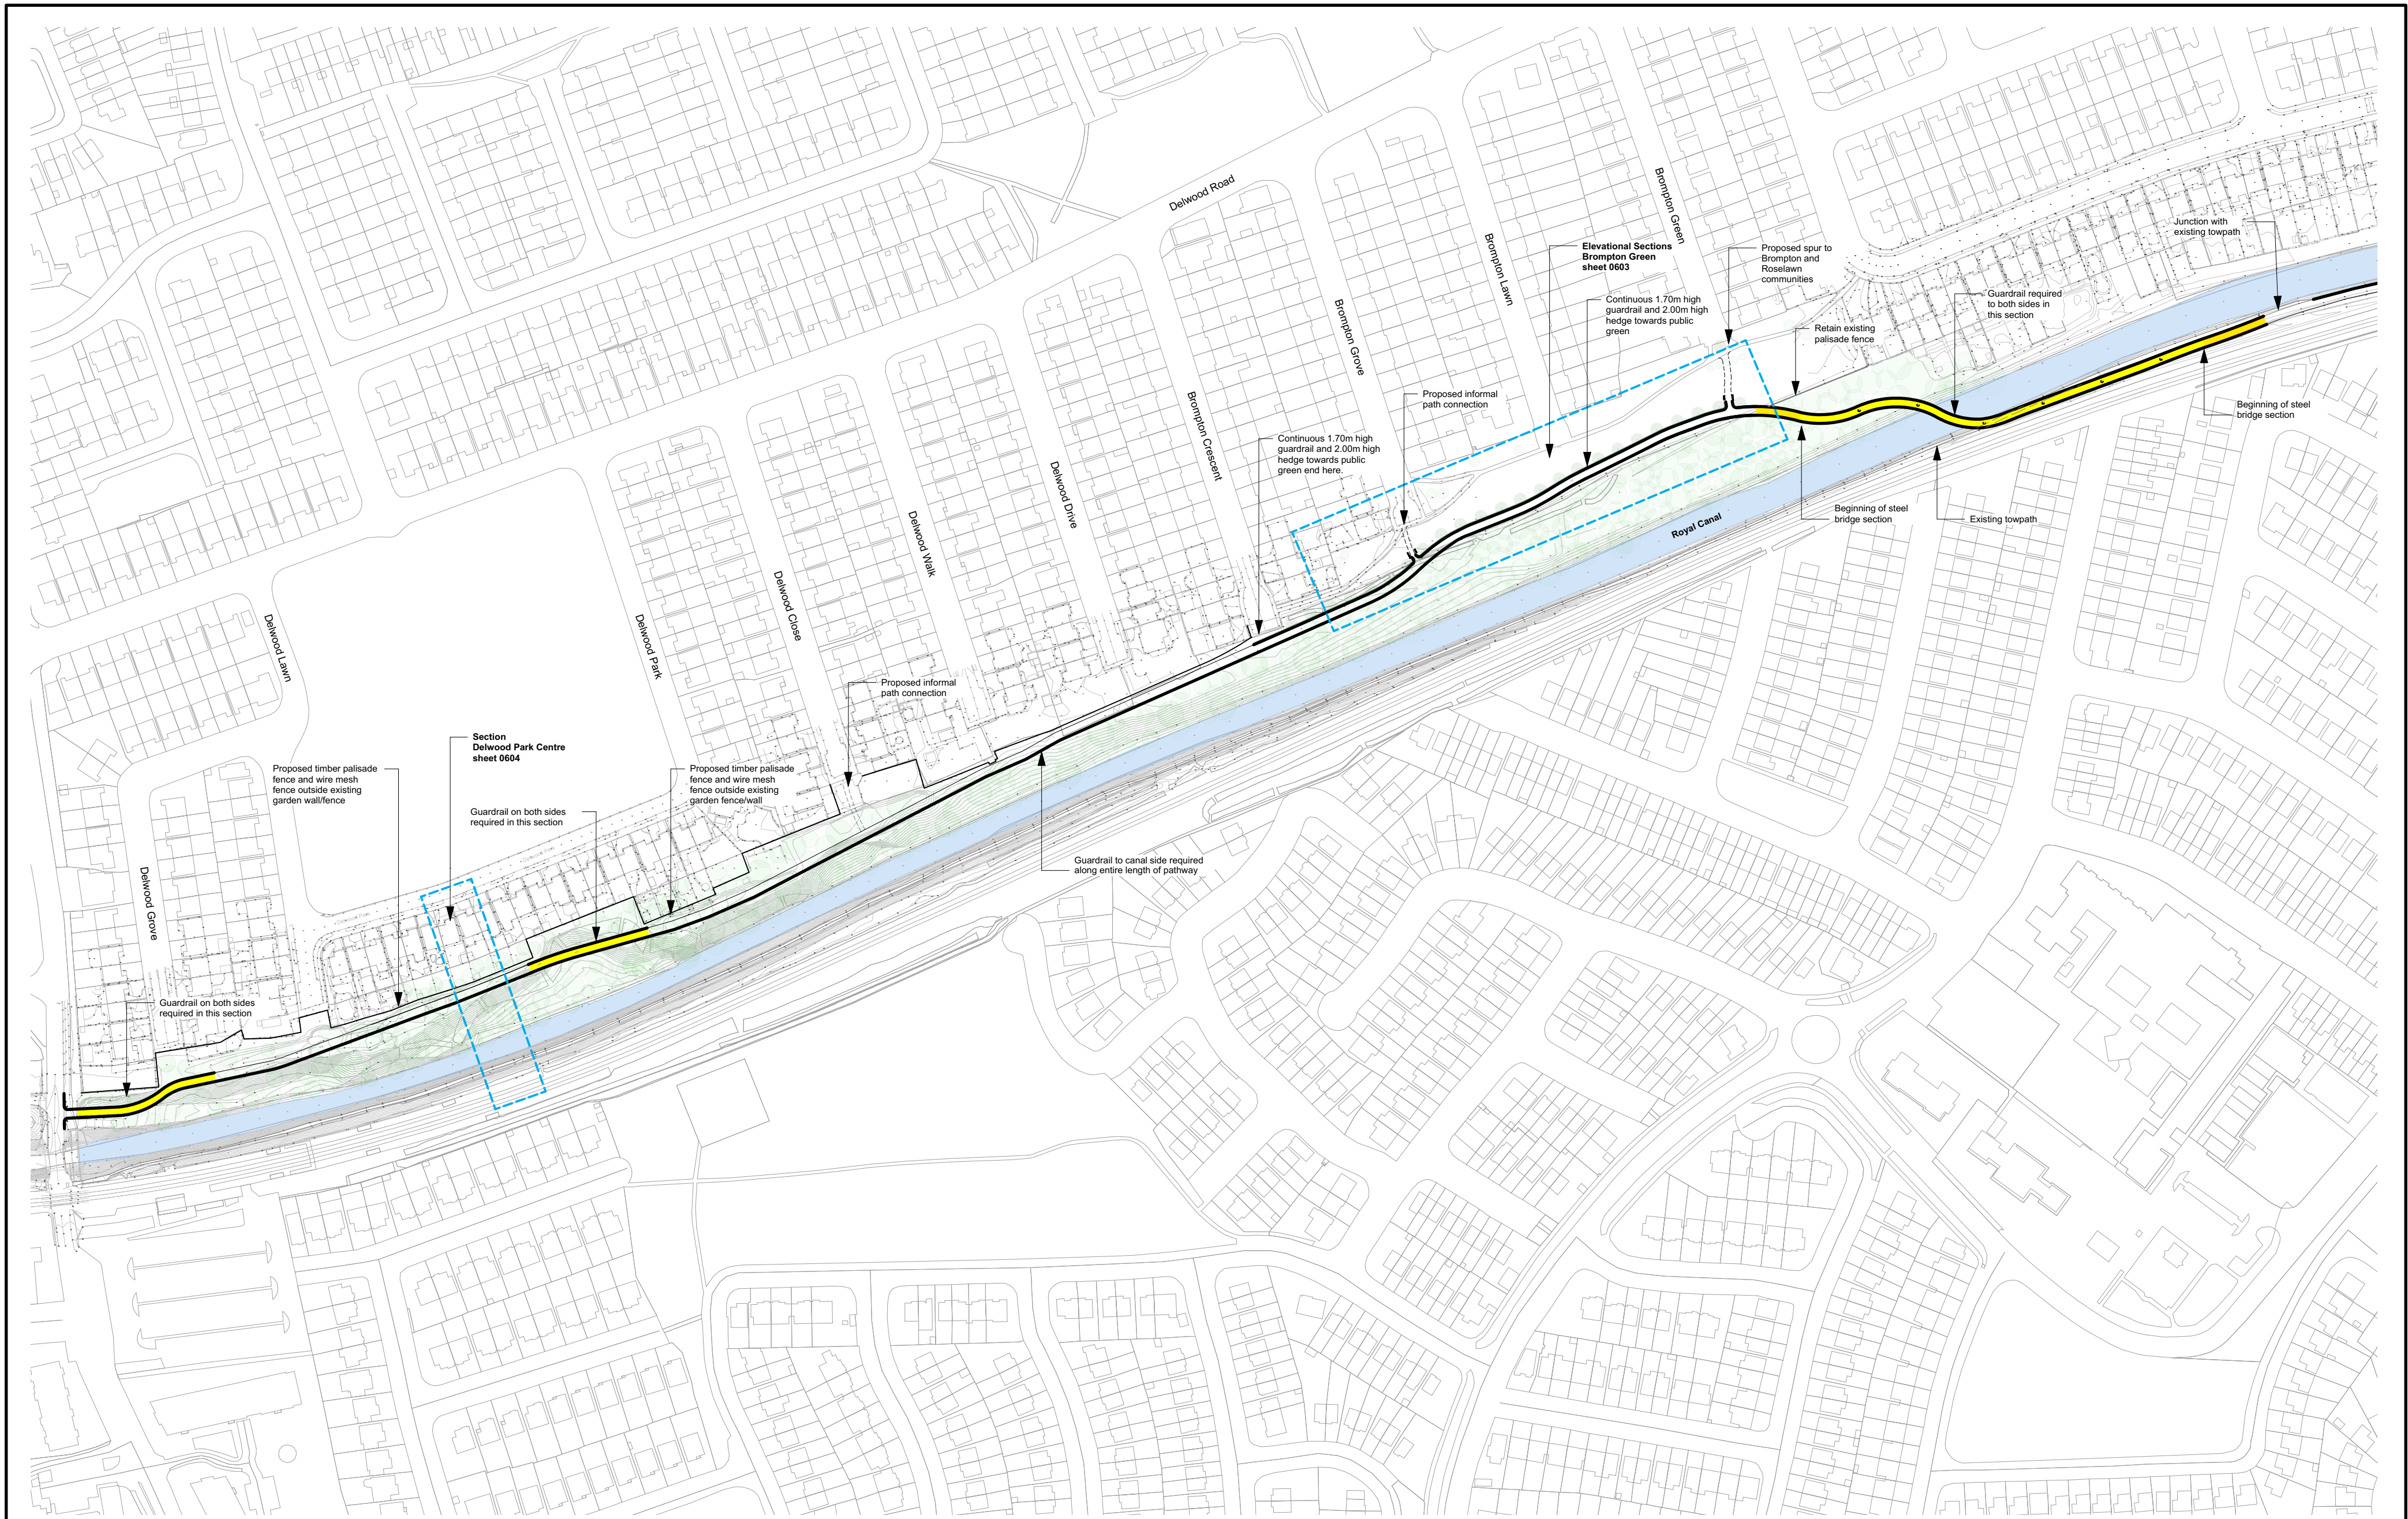 Delwood Road
Brompton Green
Junction with
existing towpath
Elevational Sections
Brompton Green
sheet 0603
Proposed spur to
Brompton and
Roselawn
communities
Brompton Lawn
Continuous 1.70m high
guardrail and 2.00m high
hedge towards public
green
Guardrail required
to both sides in
this section
Retain existing
palisade fence
Brompton Grove
Proposed informal
path connection
Brompton Crescent
Beginning of steel
bridge section
Continuous 1.70m high
guardrail and 2.00m high
hedge towards public
green end here.
Delwood Drive
Royal Canal
Beginning of steel
bridge section
Existing towpath
Delwood Walk
Delwood Close
Delwood Park
Delwood Lawn
Proposed informal
path connection
Section
Delwood Park Centre
sheet 0604
Proposed timber palisade
fence and wire mesh
fence outside existing
garden wall/fence
Proposed timber palisade
fence and wire mesh
fence outside existing
garden fence/wall
Guardrail on both sides
required in this section
Guardrail to canal side required
along entire length of pathway
Delwood Grove
Guardrail on both sides
required in this section